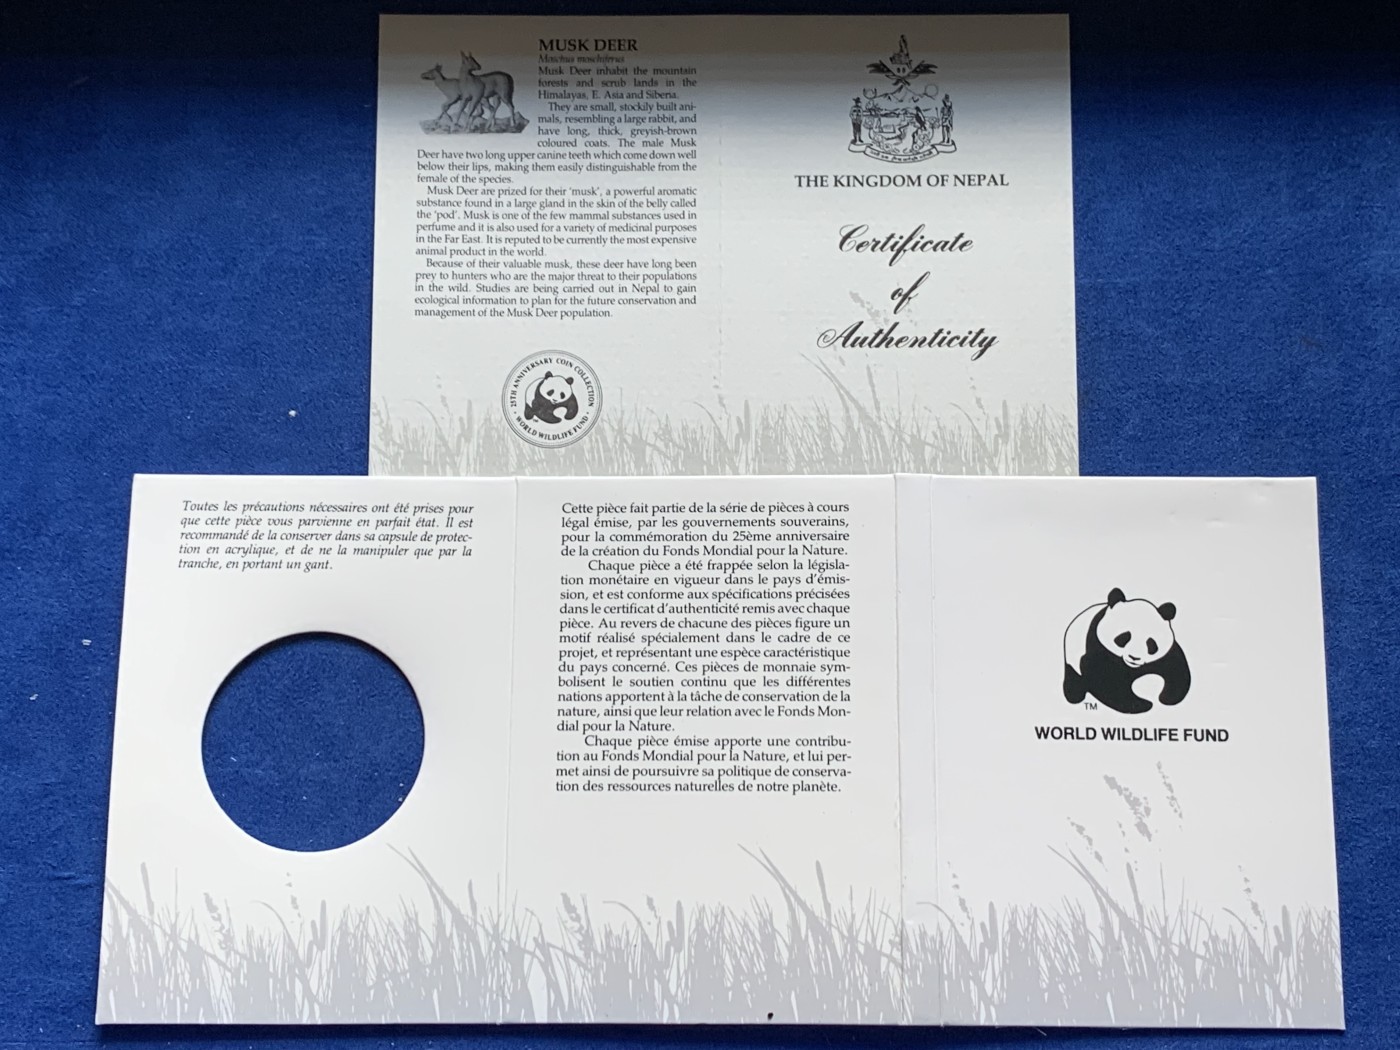 MUSK DEER
Moschus moschiferus
Musk Deer inhabit the mountain
forests and scrub lands in the
Himalayas, E. Asia and Siberia.
They are small, stockily built ani-
mals, resembling a large rabbit, and
have long, thick, greyish-brown
coloured coats. The male Musk
Deer have two long upper canine teeth which come down well
below their lips, making them easily distinguishable from the
female of the species.
Musk Deer are prized for their 'musk', a powerful aromatic
substance found in a large gland in the skin of the belly called
the 'pod'. Musk is one of the few mammal substances used in
perfume and it is also used for a variety of medicinal purposes
in the Far East. It is reputed to be currently the most expensive
animal product in the world.
Because of their valuable musk, these deer have long been
prey to hunters who are the major threat to their populations
in the wild. Studies are being carried out in Nepal to gain
ecological information to plan for the future conservation and
management of the Musk Deer population.
25TH ANNIVERSARY COIN COLLECTION
WORLD WILDLIFE FUND
THE KINGDOM OF NEPAL
Certificate
of
Authenticity
Toutes les précautions nécessaires ont été prises pour
que cette pièce vous parvienne en parfait état. Il est
recommandé de la conserver dans sa capsule de protec-
tion en acrylique, et de ne la manipuler que par la
tranche, en portant un gant.
Cette pièce fait partie de la série de pièces à cours
légal émise, par les gouvernements souverains,
pour la commémoration du 25ème anniversaire
de la création du Fonds Mondial pour la Nature.
Chaque pièce a été frappée selon la législa-
tion monétaire en vigueur dans le pays d'émis-
sion, et est conforme aux spécifications précisées
dans le certificat d'authenticité remis avec chaque
pièce. Au revers de chacune des pièces figure un
motif réalisé spécialement dans le cadre de ce
projet, et représentant une espèce caractéristique
du pays concerné. Ces pièces de monnaie sym-
bolisent le soutien continu que les différentes
nations apportent à la tâche de conservation de la
nature, ainsi que leur relation avec le Fonds Mon-
dial pour la Nature.
Chaque pièce émise apporte une contribu-
tion au Fonds Mondial pour la Nature, et lui per-
met ainsi de poursuivre sa politique de conserva-
tion des ressources naturelles de notre planète.
TM
WORLD WILDLIFE FUND